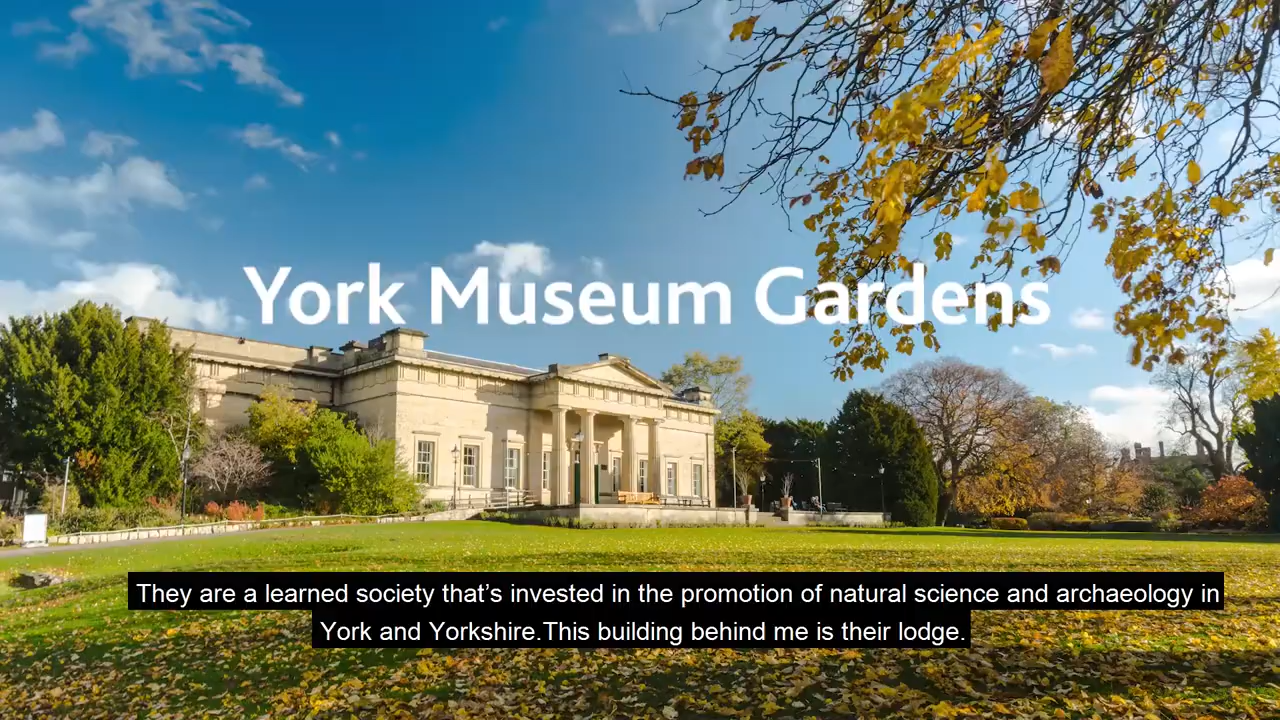 York Museum Gardens
They are a learned society that’s invested in the promotion of natural science and archaeology in
York and Yorkshire.This building behind me is their lodge.